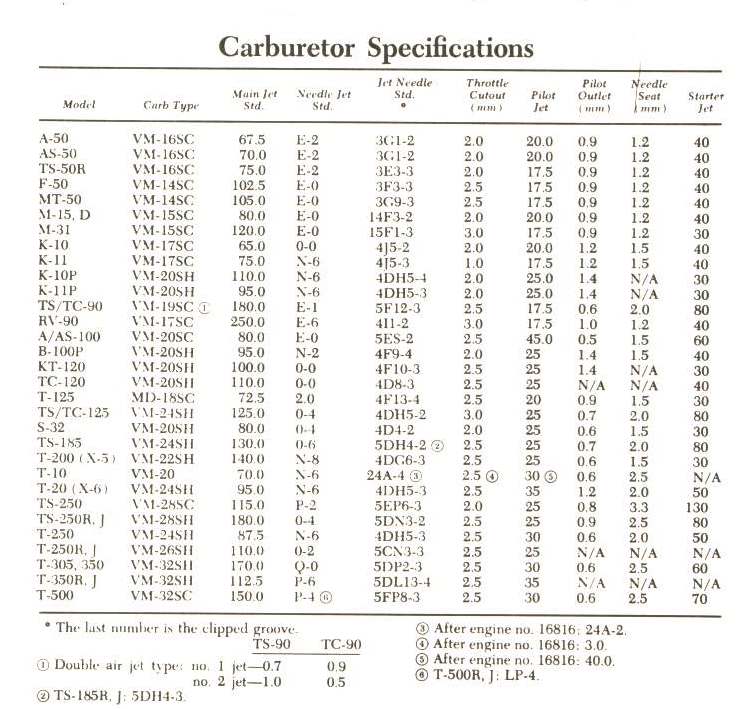 Carburetor Specifications
Model Carb Type Main Jet Std. Needle Jet Std. Jet Needle Std. * Throttle Cutout (mm) Pilot Jet Pilot Outlet (mm) Needle Seat (mm) Starter Jet
A-50 VM-16SC 67.5 E-2 3G1-2 2.0 20.0 0.9 1.2 40
AS-50 VM-16SC 70.0 E-2 3G1-2 2.0 20.0 0.9 1.2 40
TS-50R VM-16SC 75.0 E-2 3E3-3 2.0 17.5 0.9 1.2 40
F-50 VM-14SC 102.5 E-0 3F3-3 2.5 17.5 0.9 1.2 40
MT-50 VM-14SC 105.0 E-0 3G9-3 2.5 17.5 0.9 1.2 40
M-15, D VM-15SC 80.0 E-0 14F3-2 2.0 20.0 0.9 1.2 40
M-31 VM-15SC 120.0 E-0 15F1-3 3.0 17.5 0.9 1.2 30
K-10 VM-17SC 65.0 0-0 4J5-2 2.0 20.0 1.2 1.5 40
K-11 VM-17SC 75.0 N-6 4J5-3 1.0 17.5 1.2 1.5 40
K-10P VM-20SH 110.0 N-6 4DH5-4 2.0 25.0 1.4 N/A 30
K-11P VM-20SH 95.0 N-6 4DH5-3 2.0 25.0 1.4 N/A 30
TS/TC-90 VM-19SC ① 180.0 E-1 5F12-3 2.5 17.5 0.6 2.0 80
RV-90 VM-17SC 250.0 E-6 4I1-2 3.0 17.5 1.0 1.2 40
A/AS-100 VM-20SC 80.0 E-0 5ES-2 2.5 45.0 0.5 1.5 60
B-100P VM-20SH 95.0 N-2 4F9-4 2.0 25 1.4 1.5 40
KT-120 VM-20SH 100.0 0-0 4F10-3 2.5 25 1.4 N/A 30
TC-120 VM-20SH 110.0 0-0 4D8-3 2.5 25 N/A N/A 40
T-125 MD-18SC 72.5 2.0 4F13-4 2.5 20 0.9 1.5 30
TS/TC-125 VM-24SH 125.0 0-4 4DH5-2 3.0 25 0.7 2.0 80
S-32 VM-20SH 80.0 0-4 4D4-2 2.0 25 0.6 1.5 30
TS-185 VM-24SH 130.0 0-6 5DH4-2 ② 2.5 25 0.7 2.0 80
T-200 (X-5) VM-22SH 140.0 N-8 4DG6-3 2.5 25 0.6 1.5 30
T-10 VM-20 70.0 N-6 24A-4 ③ 2.5 ④ 30 ⑤ 0.6 2.5 N/A
T-20 (X-6) VM-24SH 95.0 N-6 4DH5-3 2.5 35 1.2 2.0 50
TS-250 VM-28SC 115.0 P-2 5EP6-3 2.0 25 0.8 3.3 130
TS-250R, J VM-28SH 180.0 0-4 5DN3-2 2.5 25 0.9 2.5 80
T-250 VM-24SH 87.5 N-6 4DH5-3 2.5 30 0.6 2.0 50
T-250R, J VM-26SH 110.0 0-2 5CN3-3 2.5 25 N/A N/A N/A
T-305, 350 VM-32SH 170.0 Q-0 5DP2-3 2.5 30 0.6 2.5 60
T-350R, J VM-32SH 112.5 P-6 5DL13-4 2.5 35 N/A N/A N/A
T-500 VM-32SC 150.0 P-4 ⑥ 5FP8-3 2.5 30 0.6 2.5 70
* The last number is the clipped groove.
TS-90 TC-90
① Double air jet type: no. 1 jet—0.7 0.9
no. 2 jet—1.0 0.5
② TS-185R, J: 5DH4-3.
③ After engine no. 16816: 24A-2.
④ After engine no. 16816: 3.0.
⑤ After engine no. 16816: 40.0.
⑥ T-500R, J: LP-4.